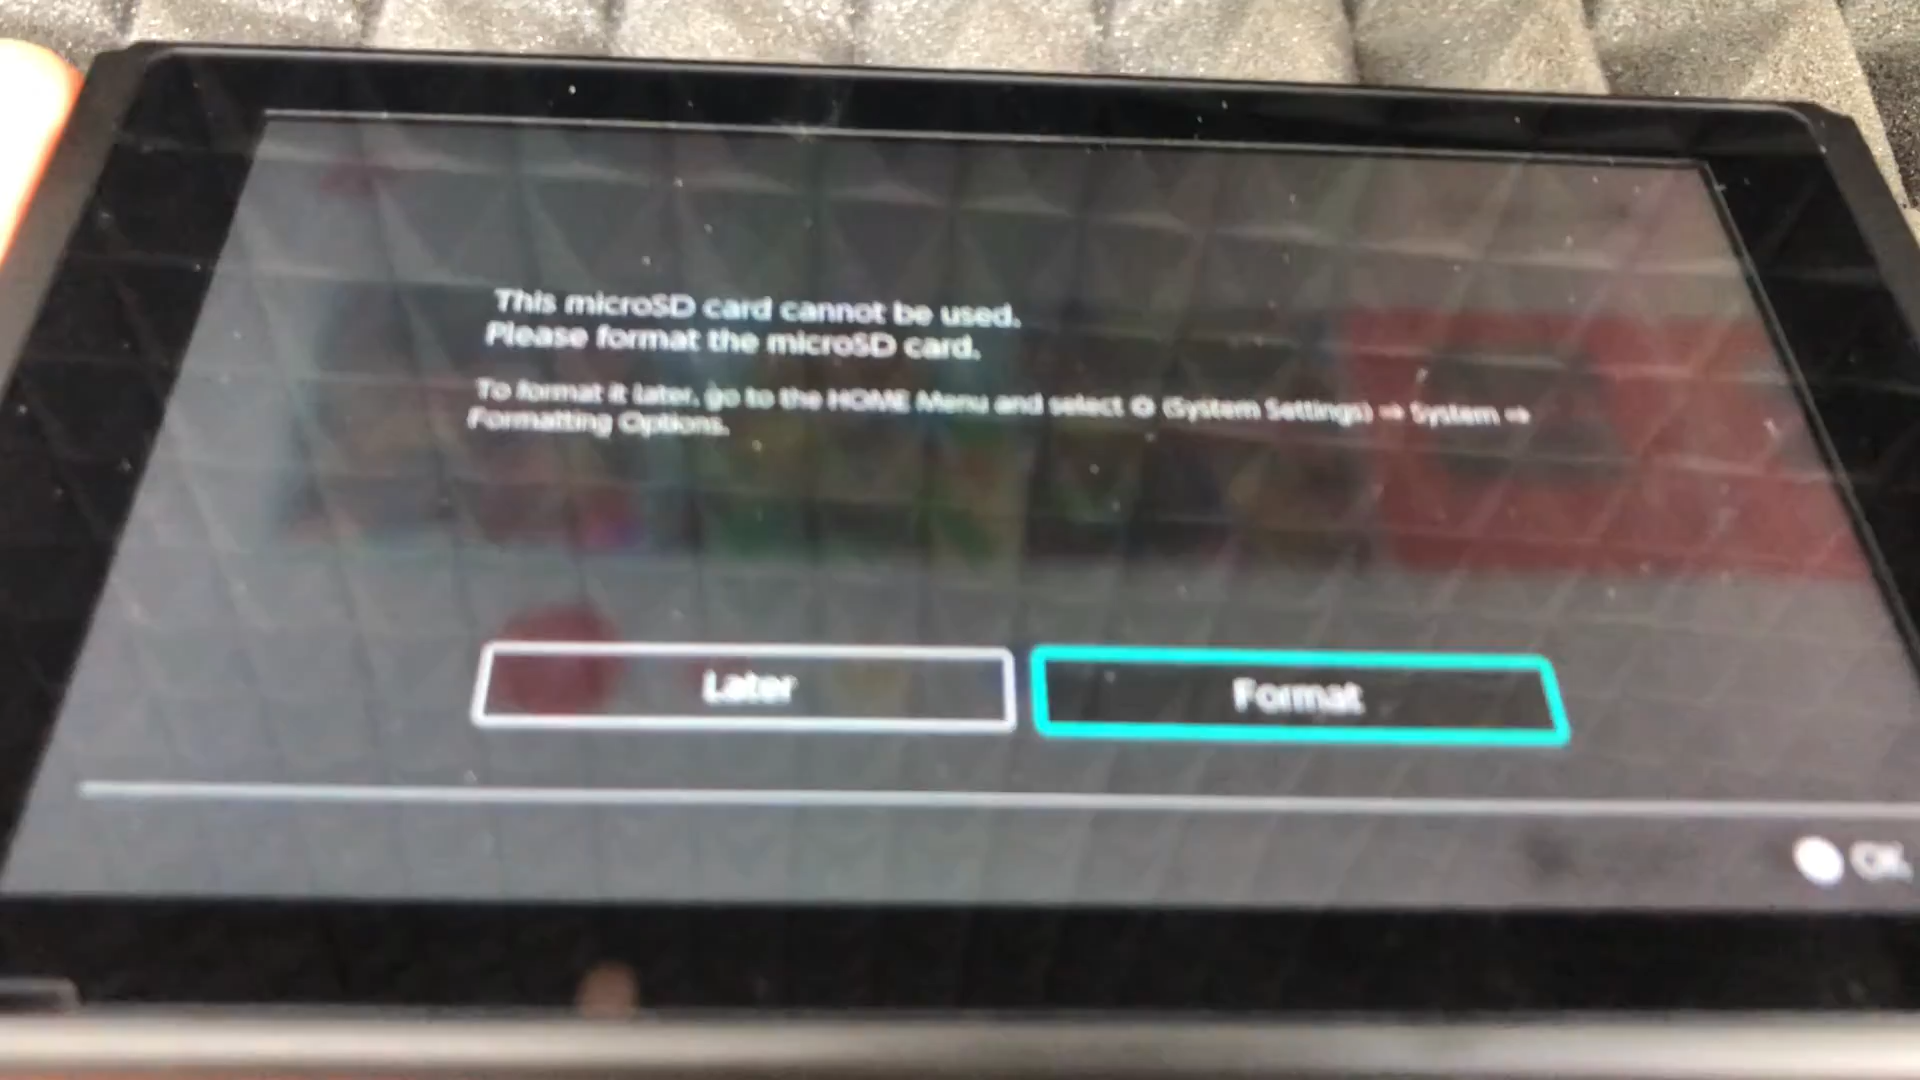 This microSD card cannot be used.
Please format the microSD card.
To format it later, go to the HOME Menu and select (System Settings) → System →
Formatting Options.
Later
Format
OK